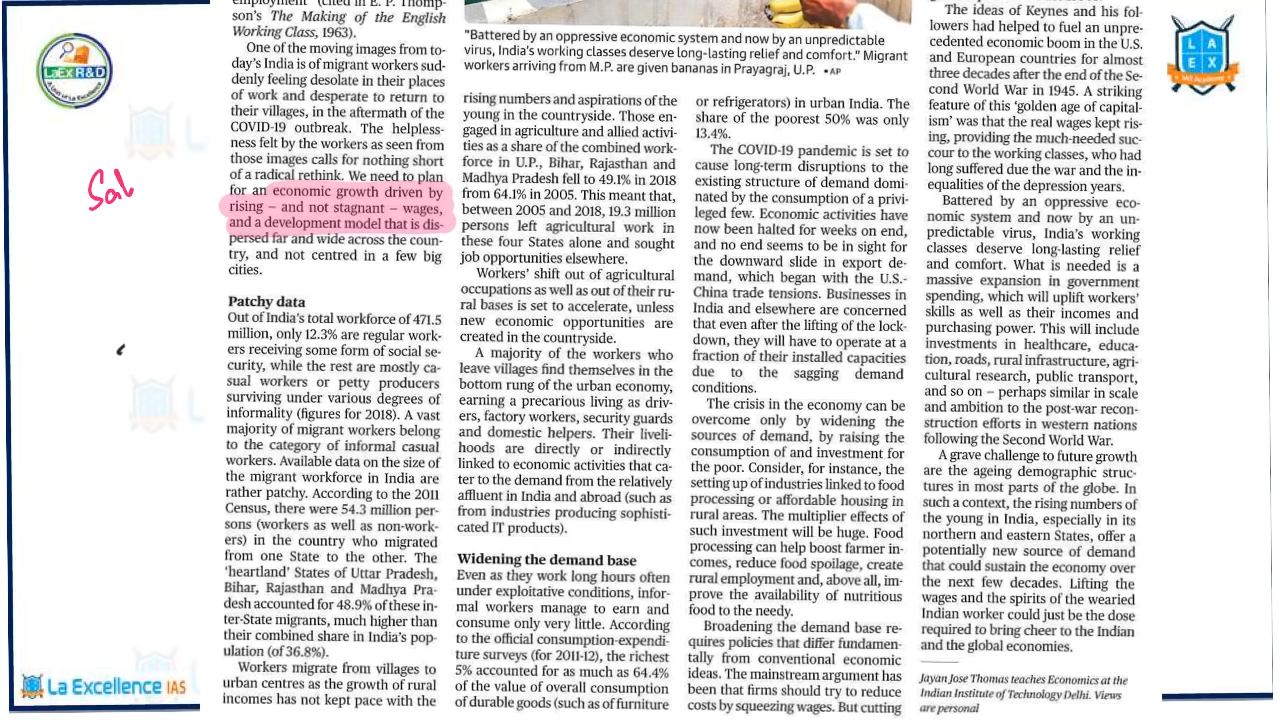 employment" (cited in E. P. Thomp-
son's The Making of the English
Working Class, 1963).
One of the moving images from to-
day's India is of migrant workers sud-
denly feeling desolate in their places
of work and desperate to return to
their villages, in the aftermath of the
COVID-19 outbreak. The helpless-
ness felt by the workers as seen from
those images calls for nothing short
of a radical rethink. We need to plan
for an economic growth driven by
rising – and not stagnant – wages,
and a development model that is dis-
persed far and wide across the coun-
try, and not centred in a few big
cities.
Patchy data
Out of India's total workforce of 471.5
million, only 12.3% are regular work-
ers receiving some form of social se-
curity, while the rest are mostly ca-
sual workers or petty producers
surviving under various degrees of
informality (figures for 2018). A vast
majority of migrant workers belong
to the category of informal casual
workers. Available data on the size of
the migrant workforce in India are
rather patchy. According to the 2011
Census, there were 54.3 million per-
sons (workers as well as non-work-
ers) in the country who migrated
from one State to the other. The
'heartland' States of Uttar Pradesh,
Bihar, Rajasthan and Madhya Pra-
desh accounted for 48.9% of these in-
ter-State migrants, much higher than
their combined share in India's pop-
ulation (of 36.8%).
Workers migrate from villages to
urban centres as the growth of rural
incomes has not kept pace with the
"Battered by an oppressive economic system and now by an unpredictable
virus, India's working classes deserve long-lasting relief and comfort." Migrant
workers arriving from M.P. are given bananas in Prayagraj, U.P. •AP
rising numbers and aspirations of the
young in the countryside. Those en-
gaged in agriculture and allied activi-
ties as a share of the combined work-
force in U.P., Bihar, Rajasthan and
Madhya Pradesh fell to 49.1% in 2018
from 64.1% in 2005. This meant that,
between 2005 and 2018, 19.3 million
persons left agricultural work in
these four States alone and sought
job opportunities elsewhere.
Workers' shift out of agricultural
occupations as well as out of their ru-
ral bases is set to accelerate, unless
new economic opportunities are
created in the countryside.
A majority of the workers who
leave villages find themselves in the
bottom rung of the urban economy,
earning a precarious living as driv-
ers, factory workers, security guards
and domestic helpers. Their liveli-
hoods are directly or indirectly
linked to economic activities that ca-
ter to the demand from the relatively
affluent in India and abroad (such as
from industries producing sophisti-
cated IT products).
Widening the demand base
Even as they work long hours often
under exploitative conditions, infor-
mal workers manage to earn and
consume only very little. According
to the official consumption-expendi-
ture surveys (for 2011-12), the richest
5% accounted for as much as 64.4%
of the value of overall consumption
of durable goods (such as of furniture
or refrigerators) in urban India. The
share of the poorest 50% was only
13.4%.
The COVID-19 pandemic is set to
cause long-term disruptions to the
existing structure of demand domi-
nated by the consumption of a privi-
leged few. Economic activities have
now been halted for weeks on end,
and no end seems to be in sight for
the downward slide in export de-
mand, which began with the U.S.-
China trade tensions. Businesses in
India and elsewhere are concerned
that even after the lifting of the lock-
down, they will have to operate at a
fraction of their installed capacities
due to the sagging demand
conditions.
The crisis in the economy can be
overcome only by widening the
sources of demand, by raising the
consumption of and investment for
the poor. Consider, for instance, the
setting up of industries linked to food
processing or affordable housing in
rural areas. The multiplier effects of
such investment will be huge. Food
processing can help boost farmer in-
comes, reduce food spoilage, create
rural employment and, above all, im-
prove the availability of nutritious
food to the needy.
Broadening the demand base re-
quires policies that differ fundamen-
tally from conventional economic
ideas. The mainstream argument has
been that firms should try to reduce
costs by squeezing wages. But cutting
The ideas of Keynes and his fol-
lowers had helped to fuel an unpre-
cedented economic boom in the U.S.
and European countries for almost
three decades after the end of the Se-
cond World War in 1945. A striking
feature of this 'golden age of capital-
ism' was that the real wages kept ris-
ing, providing the much-needed suc-
cour to the working classes, who had
long suffered due the war and the in-
equalities of the depression years.
Battered by an oppressive eco-
nomic system and now by an un-
predictable virus, India's working
classes deserve long-lasting relief
and comfort. What is needed is a
massive expansion in government
spending, which will uplift workers'
skills as well as their incomes and
purchasing power. This will include
investments in healthcare, educa-
tion, roads, rural infrastructure, agri-
cultural research, public transport,
and so on – perhaps similar in scale
and ambition to the post-war recon-
struction efforts in western nations
following the Second World War.
A grave challenge to future growth
are the ageing demographic struc-
tures in most parts of the globe. In
such a context, the rising numbers of
the young in India, especially in its
northern and eastern States, offer a
potentially new source of demand
that could sustain the economy over
the next few decades. Lifting the
wages and the spirits of the wearied
Indian worker could just be the dose
required to bring cheer to the Indian
and the global economies.
Jayan Jose Thomas teaches Economics at the
Indian Institute of Technology Delhi. Views
are personal
Sal
LaEx R&D
A Unit of La Excellence
L A
E X
IAS Academy
La Excellence IAS